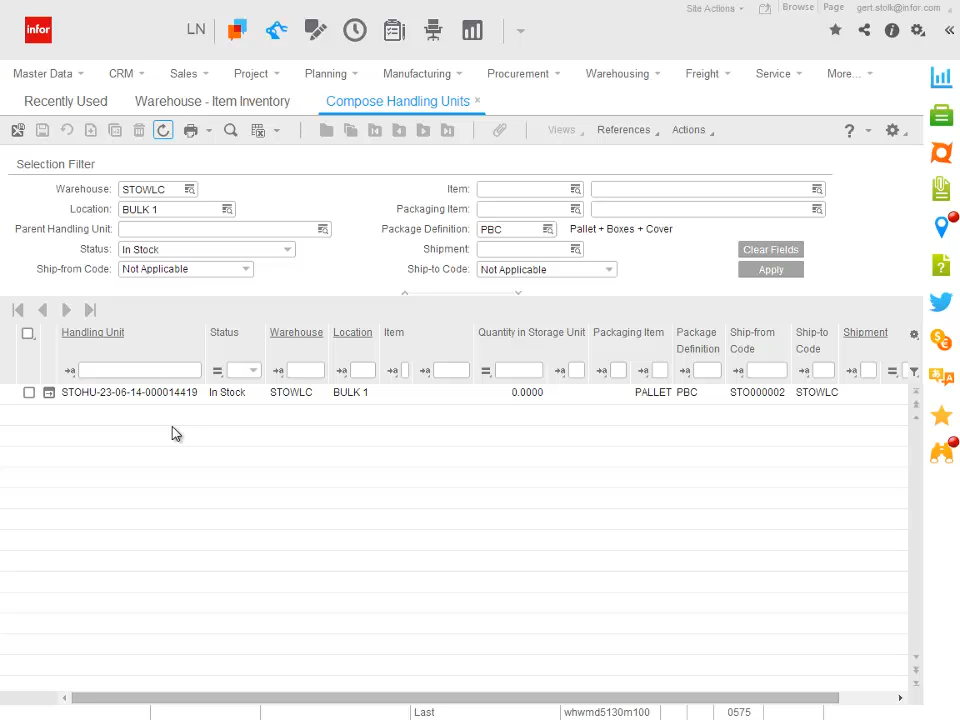 Site Actions
Browse
Page
gert.stolk@infor.com
infor
LN
Master Data
CRM
Sales
Project
Planning
Manufacturing
Procurement
Warehousing
Freight
Service
More...
Recently Used
Warehouse - Item Inventory
Compose Handling Units ×
Views
References
Actions
Selection Filter
Warehouse: STOWLC
Item:
Location: BULK 1
Packaging Item:
Parent Handling Unit:
Package Definition: PBC Pallet + Boxes + Cover
Status: In Stock
Shipment:
Clear Fields
Ship-from Code: Not Applicable
Ship-to Code: Not Applicable
Apply
Handling Unit
Status
Warehouse
Location
Item
Quantity in Storage Unit
Packaging Item
Package
Definition
Ship-from
Code
Ship-to
Code
Shipment
STOHU-23-06-14-000014419 In Stock STOWLC BULK 1 0.0000 PALLET PBC STO000002 STOWLC
Last
whwmd5130m100
0575